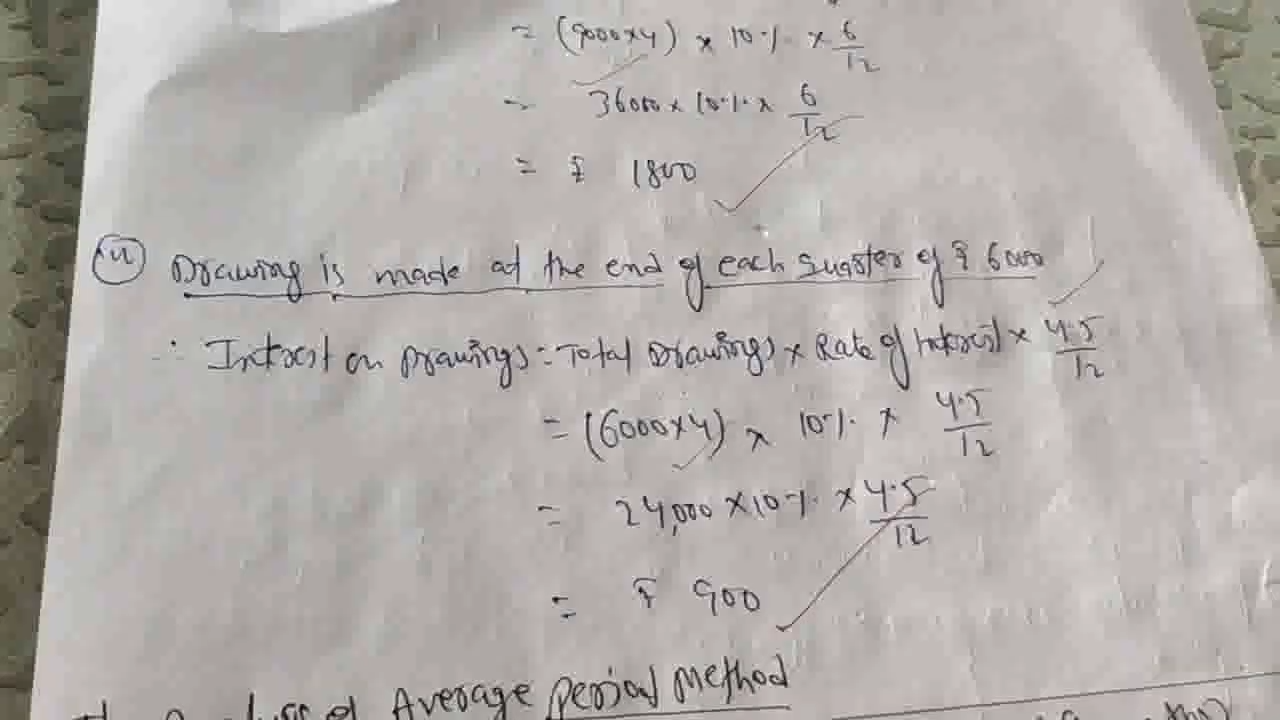 = (9000×4) × 10% × 6/12
= 36000 × 10% × 6/12
= ₹ 1800
Drawing is made at the end of each quarter of ₹ 6000
∴ Interest on Drawings = Total Drawings × Rate of Interest × 4.5/12
= (6000×4) × 10% × 4.5/12
= 24,000 × 10% × 4.5/12
= ₹ 900
Average Period Method